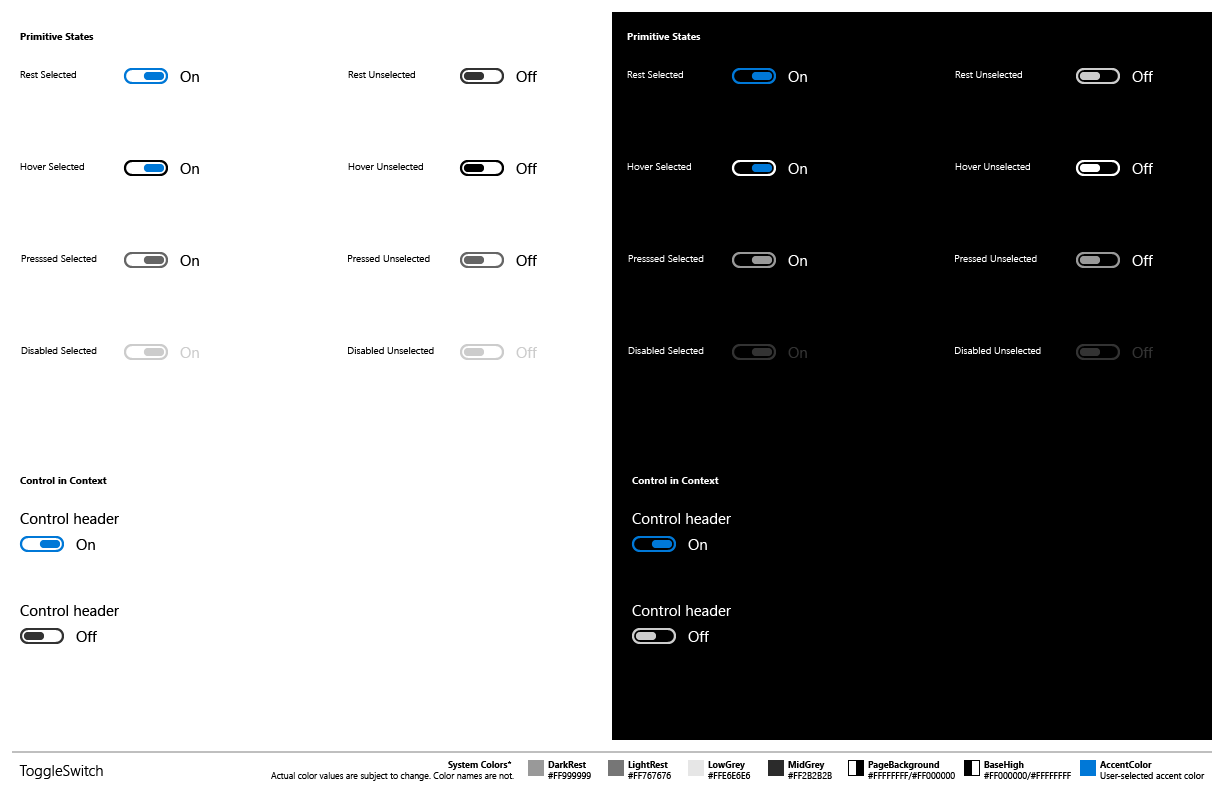 Primitive States
Rest Selected On Rest Unselected Off
Hover Selected On Hover Unselected Off
Presssed Selected On Pressed Unselected Off
Disabled Selected On Disabled Unselected Off
Control in Context
Control header
On
Control header
Off
Primitive States
Rest Selected On Rest Unselected Off
Hover Selected On Hover Unselected Off
Presssed Selected On Pressed Unselected Off
Disabled Selected On Disabled Unselected Off
Control in Context
Control header
On
Control header
Off
ToggleSwitch
System Colors*
Actual color values are subject to change. Color names are not.
DarkRest
#FF999999
LightRest
#FF767676
LowGrey
#FFE6E6E6
MidGrey
#FF2B2B2B
PageBackground
#FFFFFFFF/#FF000000
BaseHigh
#FF000000/#FFFFFFFF
AccentColor
User-selected accent color